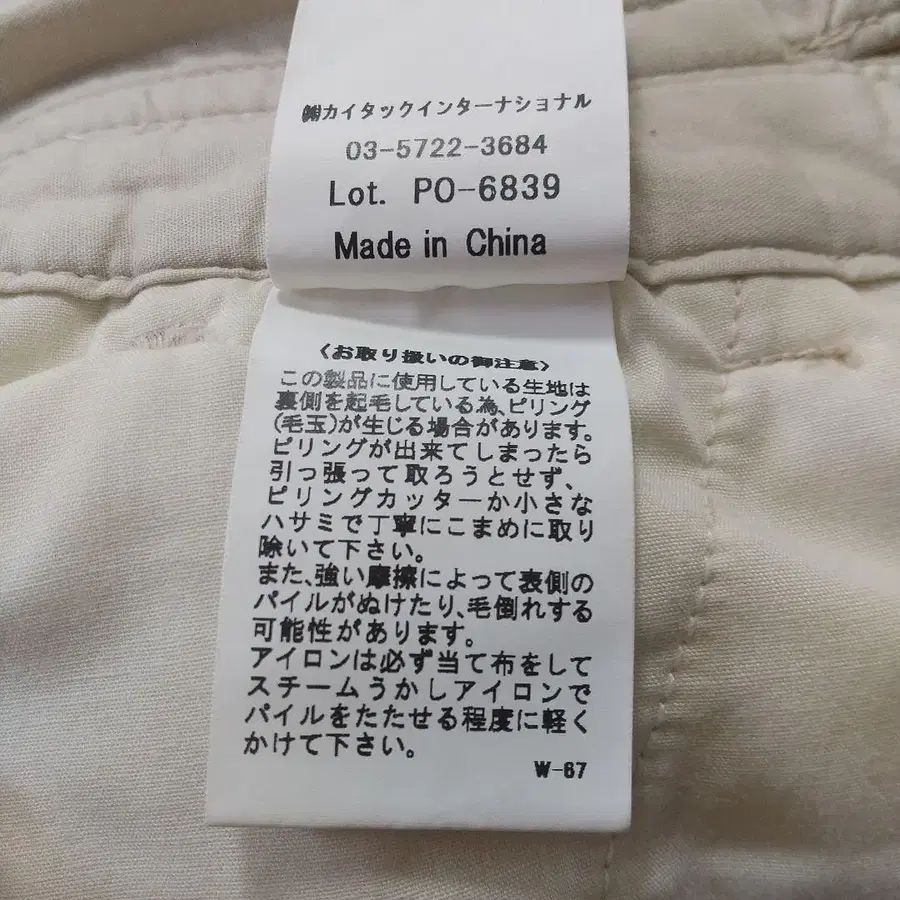 ㈱カイタックインターナショナル
03-5722-3684
Lot. PO-6839
Made in China
〈お取り扱いの御注意〉
この製品に使用している生地は
裏側を起毛している為、ピリング
(毛玉)が生じる場合があります。
ピリングが出来てしまったら
引っ張って取ろうとせず、
ピリングカッターか小さな
ハサミで丁寧にこまめに取り
除いて下さい。
また、強い摩擦によって表側の
パイルがぬけたり、毛倒れする
可能性があります。
アイロンは必ず当て布をして
スチームうかしアイロンで
パイルをたたせる程度に軽く
かけて下さい。
W-67